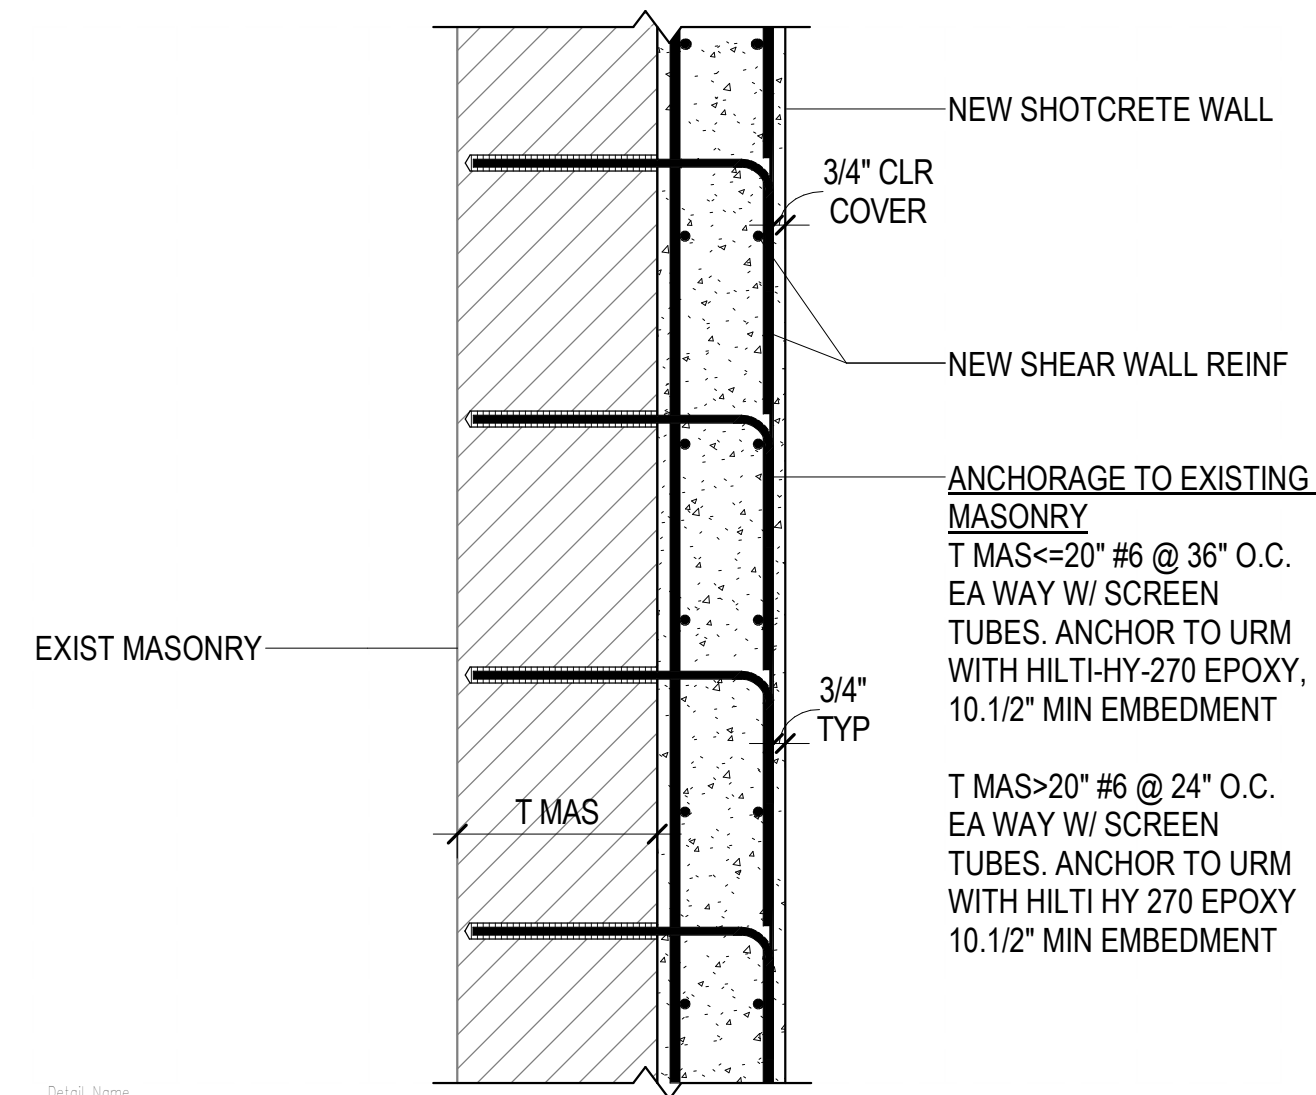 NEW SHOTCRETE WALL
3/4" CLR
COVER
NEW SHEAR WALL REINF
ANCHORAGE TO EXISTING
MASONRY
T MAS<=20" #6 @ 36" O.C.
EA WAY W/ SCREEN
TUBES. ANCHOR TO URM
WITH HILTI-HY-270 EPOXY,
10.1/2" MIN EMBEDMENT
EXIST MASONRY
3/4"
TYP
T MAS>20" #6 @ 24" O.C.
EA WAY W/ SCREEN
TUBES. ANCHOR TO URM
WITH HILTI HY 270 EPOXY
10.1/2" MIN EMBEDMENT
T MAS
Detail Name